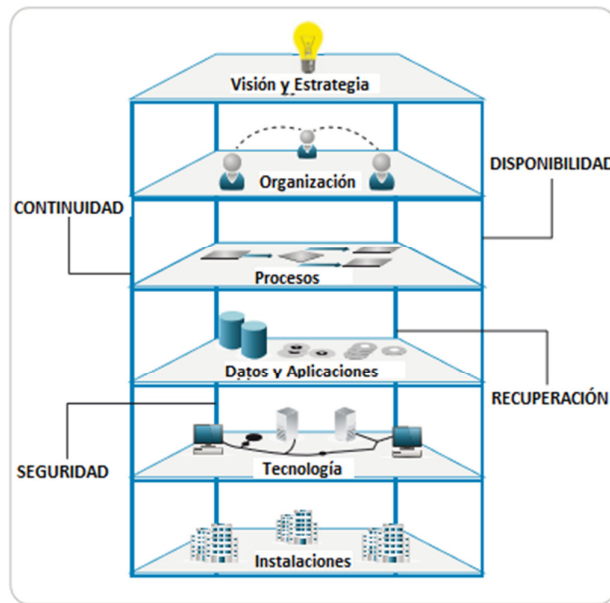 Visión y Estrategia
Organización
DISPONIBILIDAD
CONTINUIDAD
Procesos
Datos y Aplicaciones
RECUPERACIÓN
SEGURIDAD
Tecnología
Instalaciones